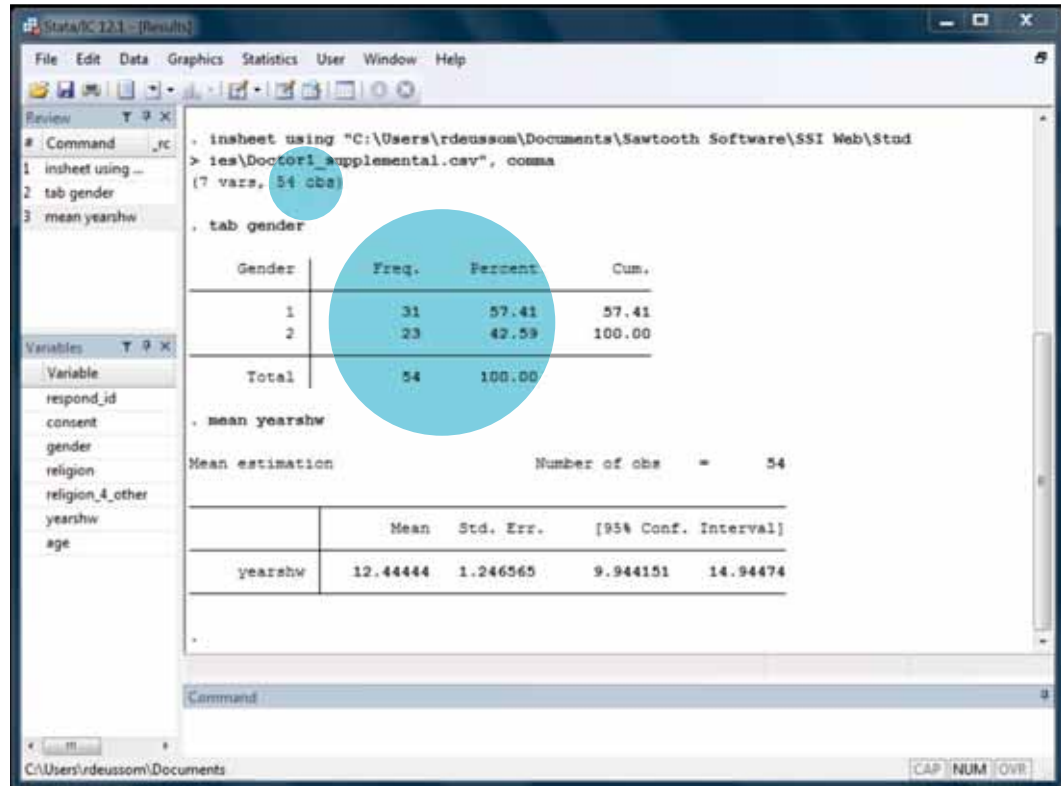 Stata/IC 12.1 - [Results]
File Edit Data Graphics Statistics User Window Help
Review
# Command _rc
1 insheet using ...
2 tab gender
3 mean yearshw
Variables
Variable
respond_id
consent
gender
religion
religion_4_other
yearshw
age
. insheet using "C:\Users\rdeussom\Documents\Sawtooth Software\SSI Web\Stud
> ies\Doctor1_supplemental.csv", comma
(7 vars, 54 obs)
. tab gender
Gender Freq. Percent Cum.
1 31 57.41 57.41
2 23 42.59 100.00
Total 54 100.00
. mean yearshw
Mean estimation Number of obs = 54
Mean Std. Err. [95% Conf. Interval]
yearshw 12.44444 1.246565 9.944151 14.94474
.
Command
C:\Users\rdeussom\Documents
CAP NUM OVR